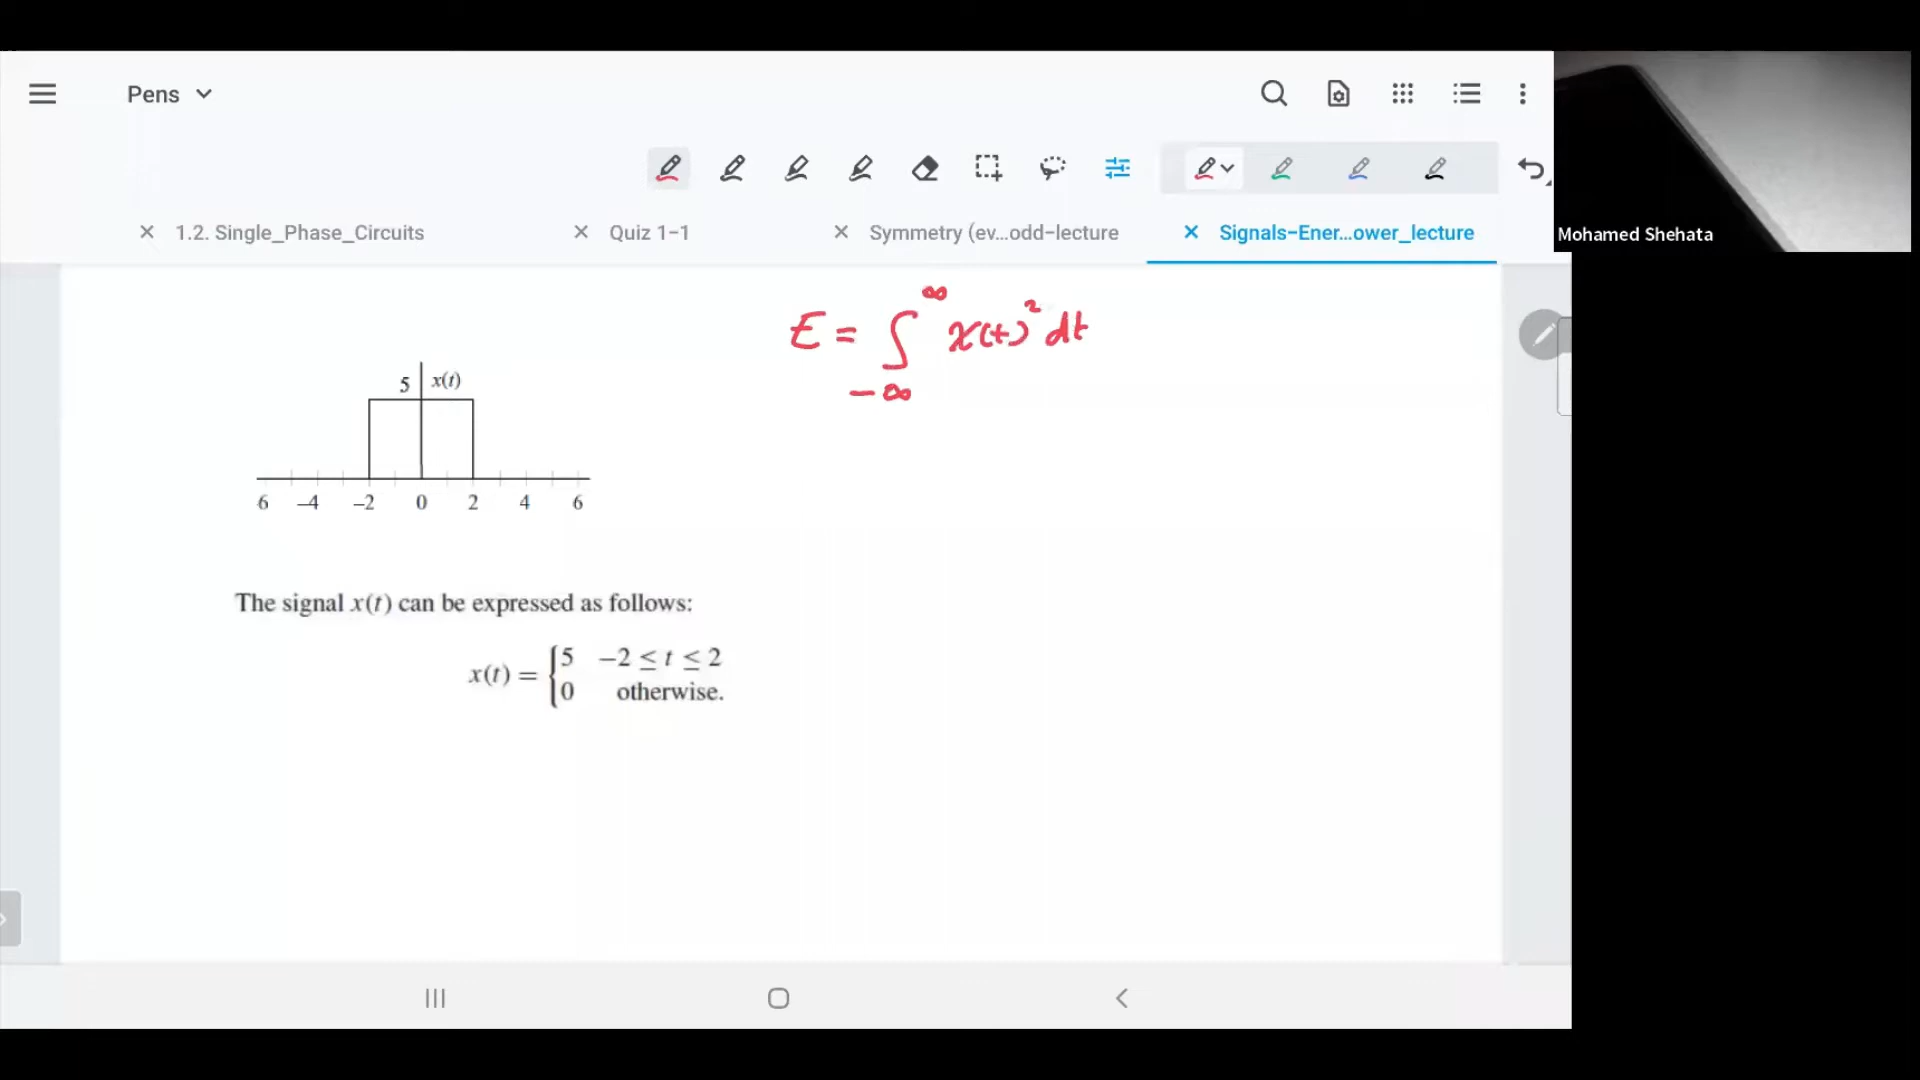 Pens
1.2. Single_Phase_Circuits
Quiz 1-1
Symmetry (ev...odd-lecture
Signals-Ener...ower_lecture
Mohamed Shehata
E = ∫_{-∞}^{∞} x(t)² dt
5 x(t)
6 –4 –2 0 2 4 6
The signal x(t) can be expressed as follows:
x(t) = { 5 −2 ≤ t ≤ 2
0 otherwise.